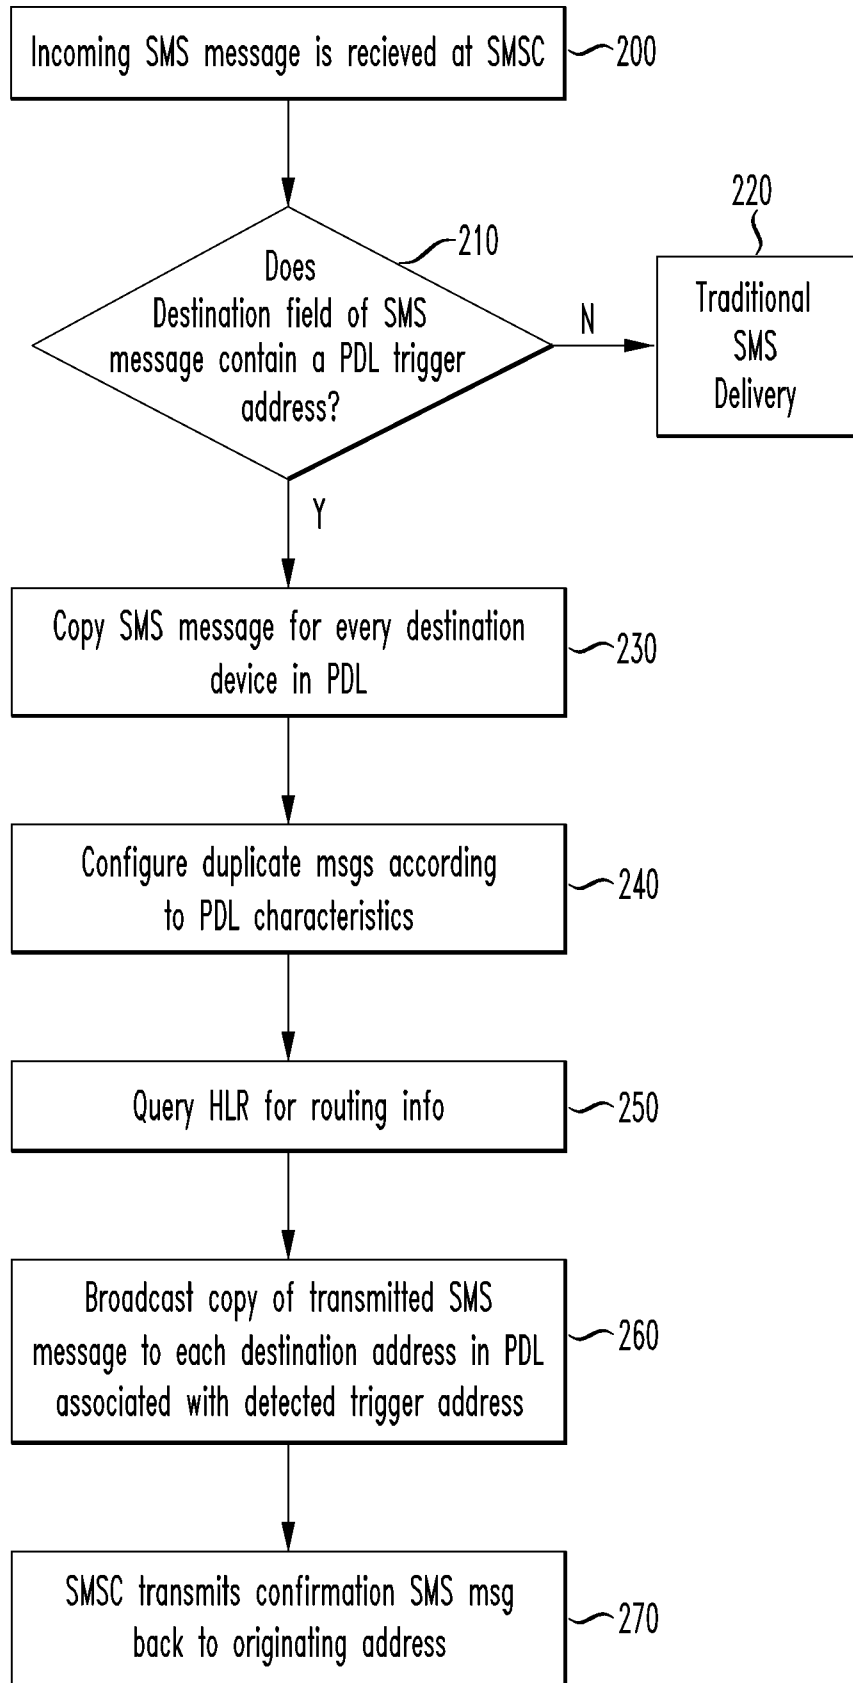 Incoming SMS message is recieved at SMSC
200
210
Does
Destination field of SMS
message contain a PDL trigger
address?
N
220
Traditional
SMS
Delivery
Y
Copy SMS message for every destination
device in PDL
230
Configure duplicate msgs according
to PDL characteristics
240
Query HLR for routing info
250
Broadcast copy of transmitted SMS
message to each destination address in PDL
associated with detected trigger address
260
SMSC transmits confirmation SMS msg
back to originating address
270